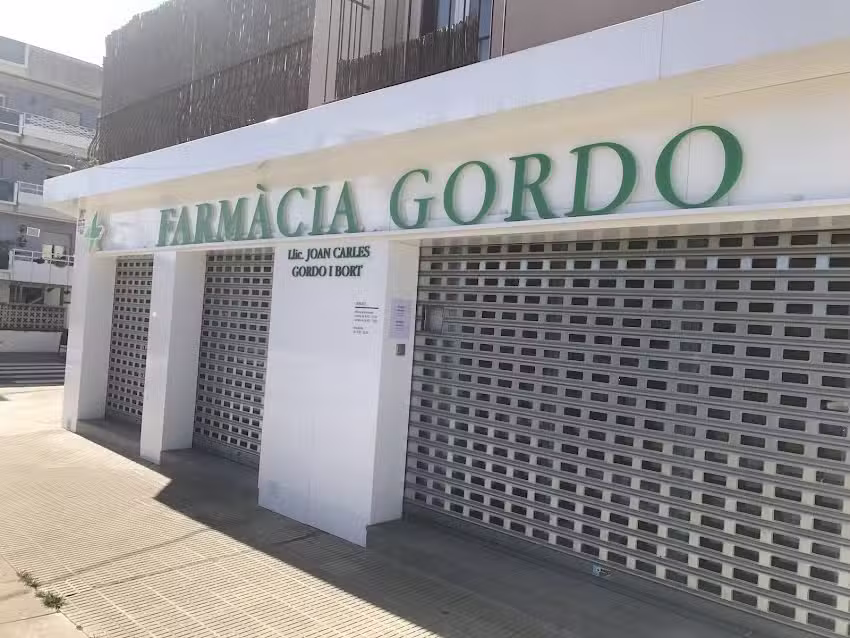 FARMÀCIA GORDO
Llic. JOAN CARLES
GORDO I BORT